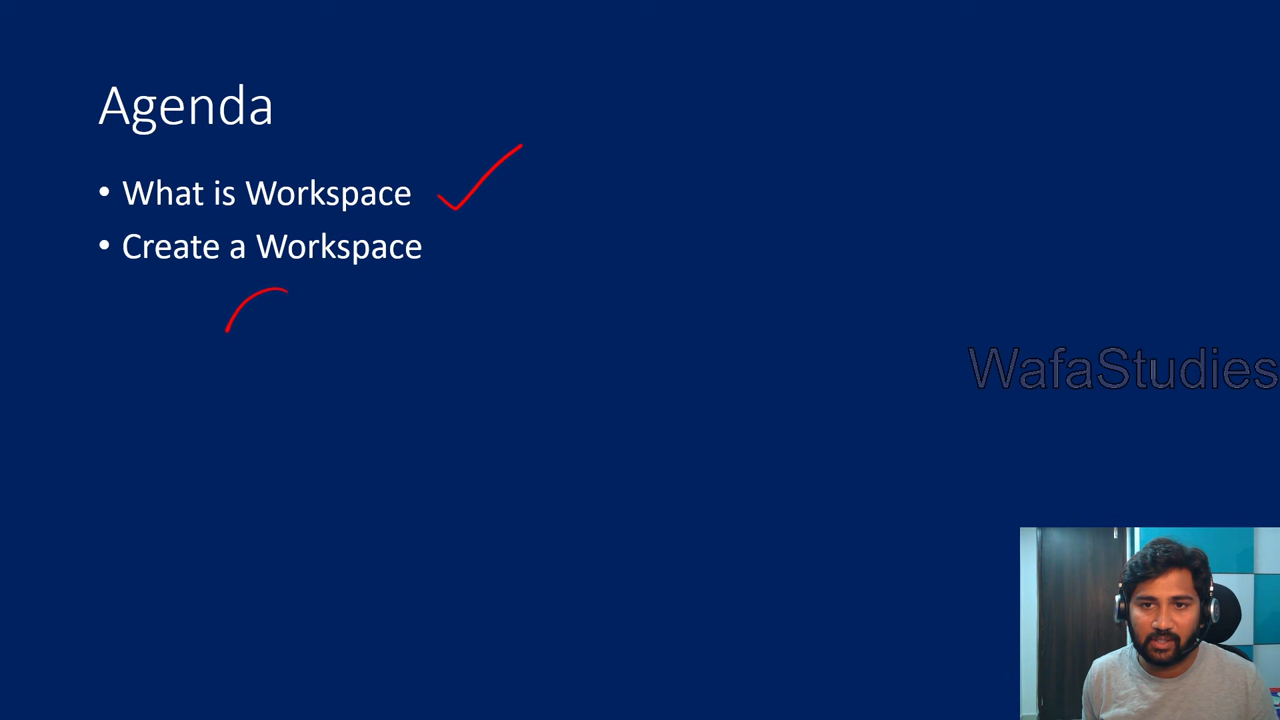 Agenda
• What is Workspace
• Create a Workspace
WafaStudies